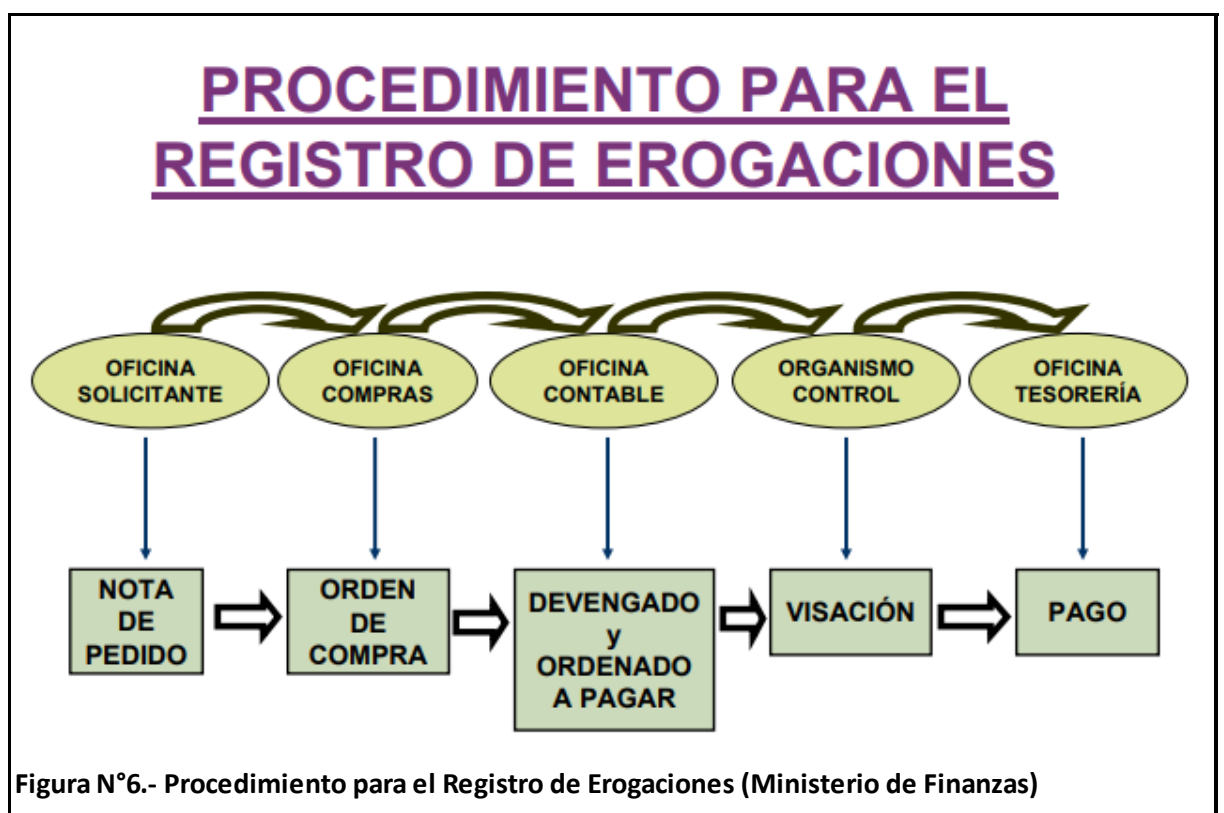 PROCEDIMIENTO PARA EL
REGISTRO DE EROGACIONES
OFICINA
SOLICITANTE
OFICINA
COMPRAS
OFICINA
CONTABLE
ORGANISMO
CONTROL
OFICINA
TESORERÍA
NOTA
DE
PEDIDO
ORDEN
DE
COMPRA
DEVENGADO
y
ORDENADO
A PAGAR
VISACIÓN
PAGO
Figura N°6.- Procedimiento para el Registro de Erogaciones (Ministerio de Finanzas)